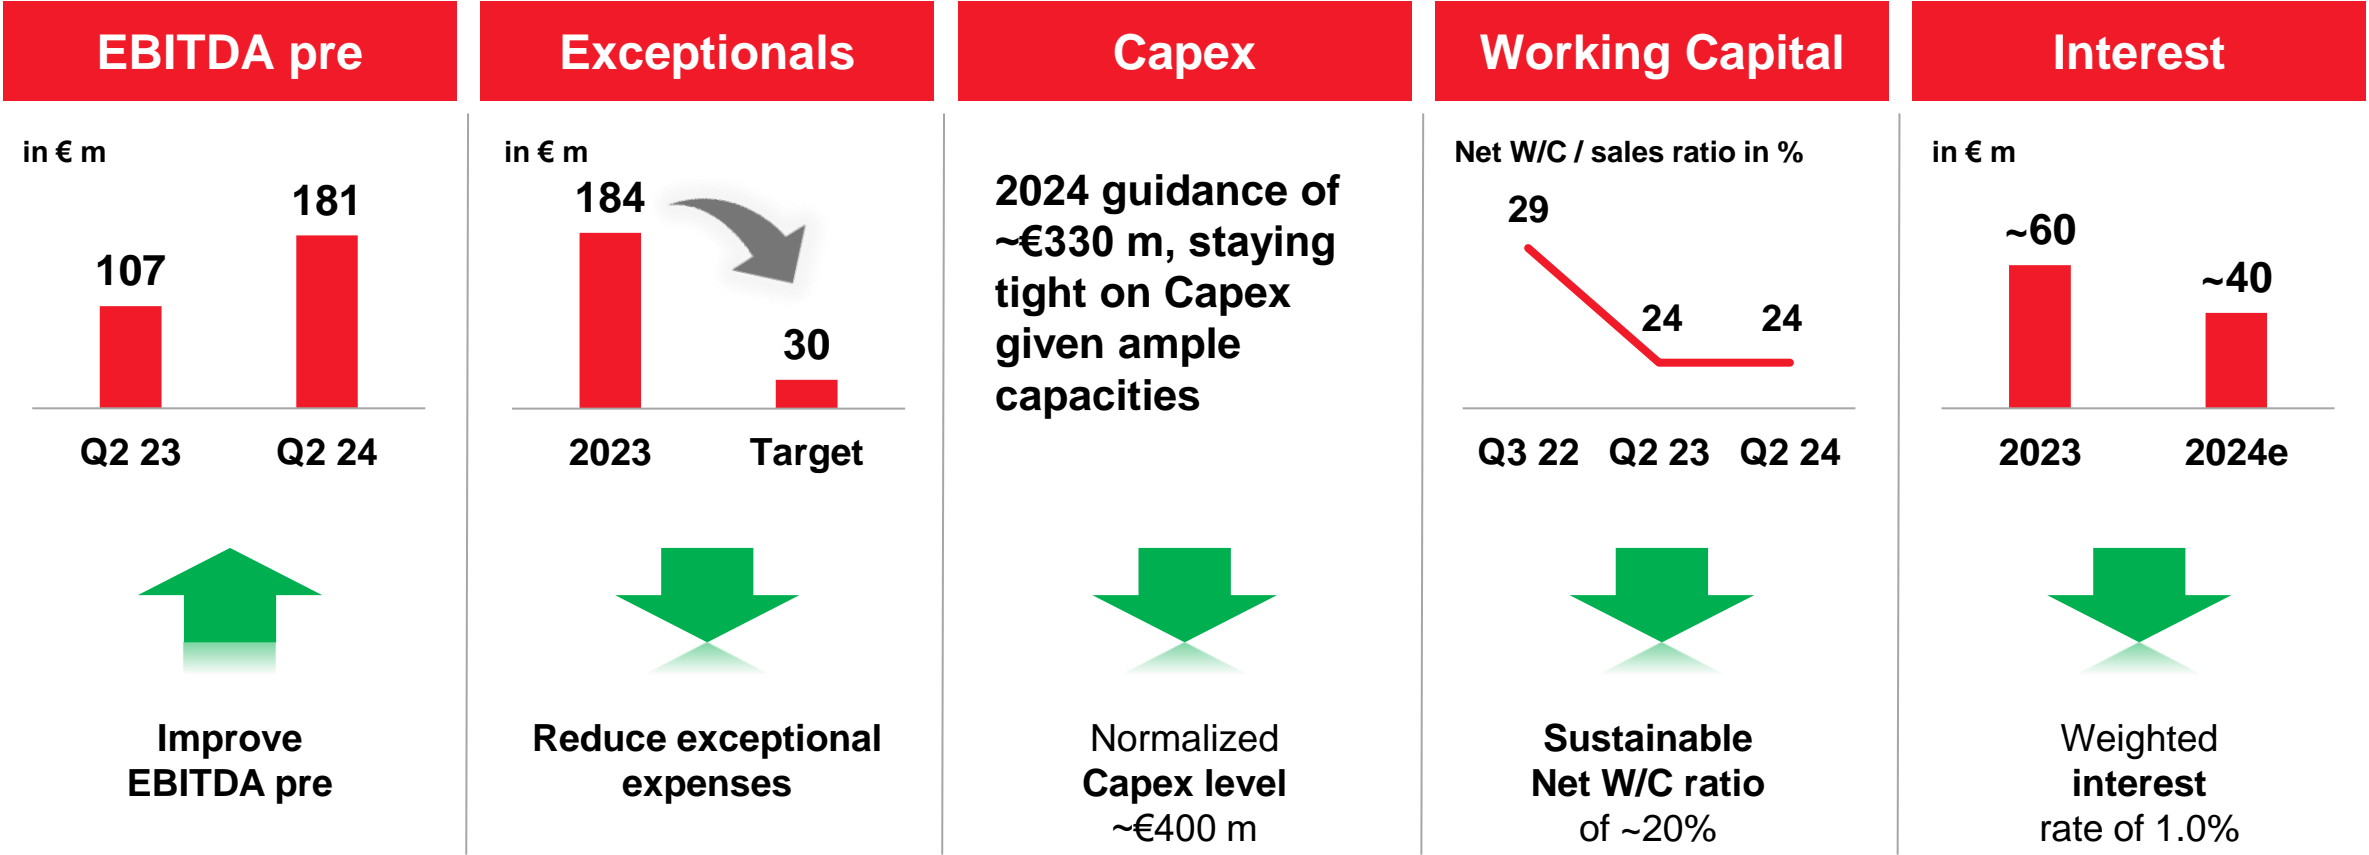 EBITDA pre
in € m
107
181
Q2 23
Q2 24
Improve
EBITDA pre
Exceptionals
in € m
184
30
2023
Target
Reduce exceptional
expenses
Capex
2024 guidance of
~€330 m, staying
tight on Capex
given ample
capacities
Normalized
Capex level
~€400 m
Working Capital
Net W/C / sales ratio in %
29
24
24
Q3 22
Q2 23
Q2 24
Sustainable
Net W/C ratio
of ~20%
Interest
in € m
~60
~40
2023
2024e
Weighted
interest
rate of 1.0%